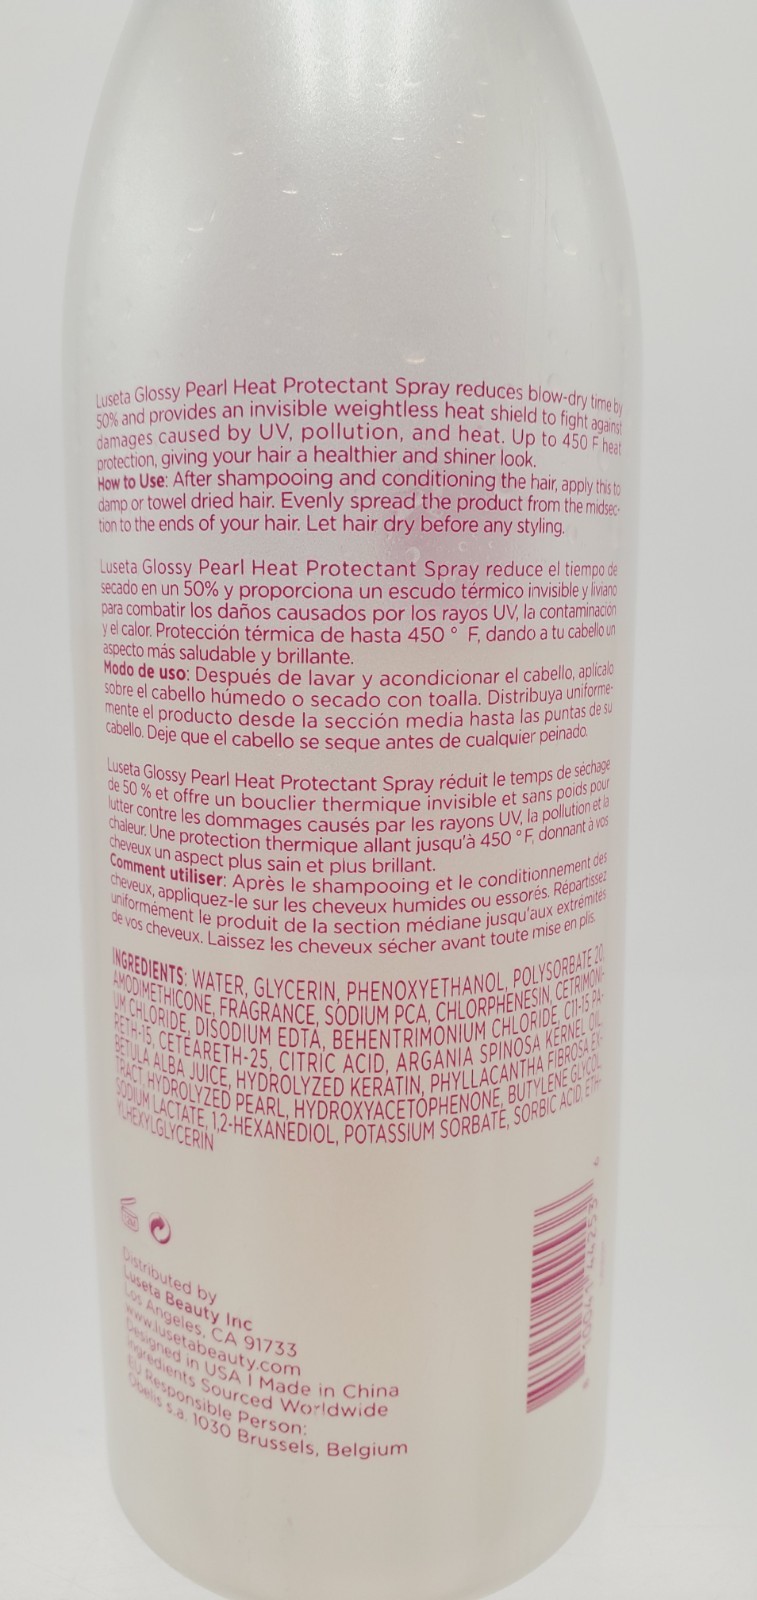 Luseta Glossy Pearl Heat Protectant Spray reduces blow-dry time by
50% and provides an invisible weightless heat shield to fight against
damages caused by UV, pollution, and heat. Up to 450 F heat
protection, giving your hair a healthier and shiner look.
How to Use: After shampooing and conditioning the hair, apply this to
damp or towel dried hair. Evenly spread the product from the midsec-
tion to the ends of your hair. Let hair dry before any styling.
Luseta Glossy Pearl Heat Protectant Spray reduce el tiempo de
secado en un 50% y proporciona un escudo térmico invisible y liviano
para combatir los daños causados por los rayos UV, la contaminación
y el calor. Protección térmica de hasta 450 ° F, dando a tu cabello un
aspecto más saludable y brillante.
Modo de uso: Después de lavar y acondicionar el cabello, aplícalo
sobre el cabello húmedo o secado con toalla. Distribuya uniforme-
mente el producto desde la sección media hasta las puntas de su
cabello. Deje que el cabello se seque antes de cualquier peinado.
Luseta Glossy Pearl Heat Protectant Spray réduit le temps de séchage
de 50 % et offre un bouclier thermique invisible et sans poids pour
lutter contre les dommages causés par les rayons UV, la pollution et la
chaleur. Une protection thermique allant jusqu'à 450 °F, donnant à vos
cheveux un aspect plus sain et plus brillant.
Comment utiliser: Après le shampooing et le conditionnement des
cheveux, appliquez-le sur les cheveux humides ou essorés. Répartissez
uniformément le produit de la section médiane jusqu'aux extrémités
de vos cheveux. Laissez les cheveux sécher avant toute mise en plis.
INGREDIENTS: WATER, GLYCERIN, PHENOXYETHANOL, POLYSORBATE 20,
AMODIMETHICONE, FRAGRANCE, SODIUM PCA, CHLORPHENESIN, CETRIMONI-
UM CHLORIDE, DISODIUM EDTA, BEHENTRIMONIUM CHLORIDE, C11-15 PA-
RETH-15, CETEARETH-25, CITRIC ACID, ARGANIA SPINOSA KERNEL OIL,
BETULA ALBA JUICE, HYDROLYZED KERATIN, PHYLLACANTHA FIBROSA EX-
TRACT, HYDROLYZED PEARL, HYDROXYACETOPHENONE, BUTYLENE GLYCOL,
SODIUM LACTATE, 1,2-HEXANEDIOL, POTASSIUM SORBATE, SORBIC ACID, ETH-
YLHEXYLGLYCERIN
Distributed by
Luseta Beauty Inc
Los Angeles, CA 91733
www.lusetabeauty.com
Designed in USA I Made in China
Ingredients Sourced Worldwide
EU Responsible Person:
Obelis s.a. 1030 Brussels, Belgium